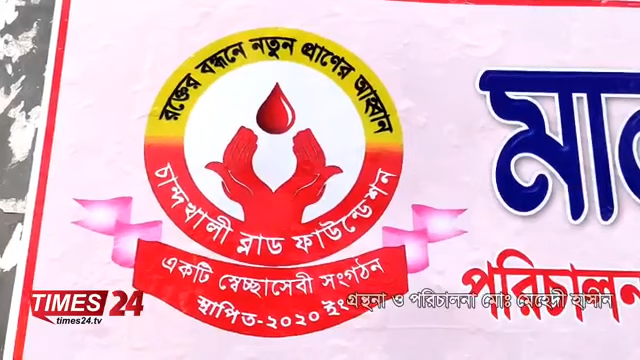 রক্তের বন্ধনে নতুন প্রাণের আহ্বান
চান্দখালী ব্লাড ফাউন্ডেশন
একটি স্বেচ্ছাসেবী সংগঠন
স্থাপিত-২০২০ ইং
মান
পরিচালন
গ্রন্থনা ও পরিচালনা মোঃ মেহেদী হাসান
TIMES 24
times24.tv